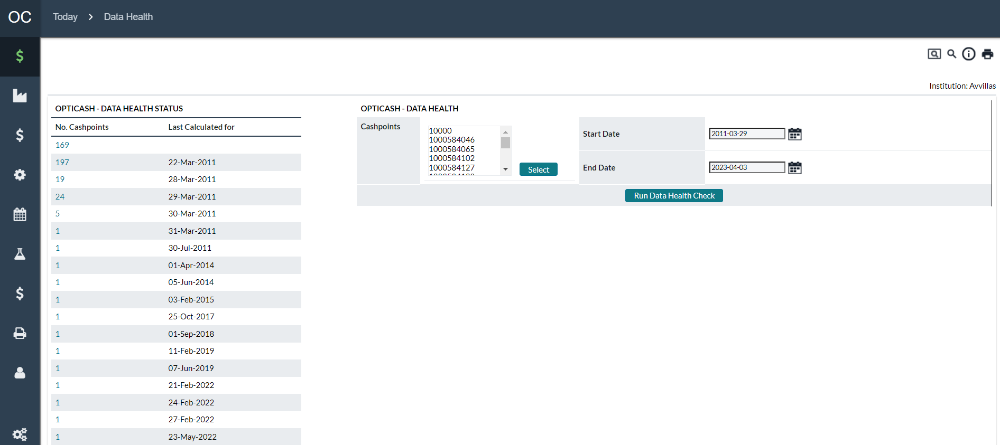 OC
Today > Data Health
Institution: Avvillas
OPTICASH - DATA HEALTH STATUS
No. Cashpoints Last Calculated for
169
197 22-Mar-2011
19 28-Mar-2011
24 29-Mar-2011
5 30-Mar-2011
1 31-Mar-2011
1 30-Jul-2011
1 01-Apr-2014
1 05-Jun-2014
1 03-Feb-2015
1 25-Oct-2017
1 01-Sep-2018
1 11-Feb-2019
1 07-Jun-2019
1 21-Feb-2022
1 24-Feb-2022
1 27-Feb-2022
1 23-May-2022
OPTICASH - DATA HEALTH
Cashpoints
10000
1000584046
1000584065
1000584102
1000584127
Select
Start Date 2011-03-29
End Date 2023-04-03
Run Data Health Check